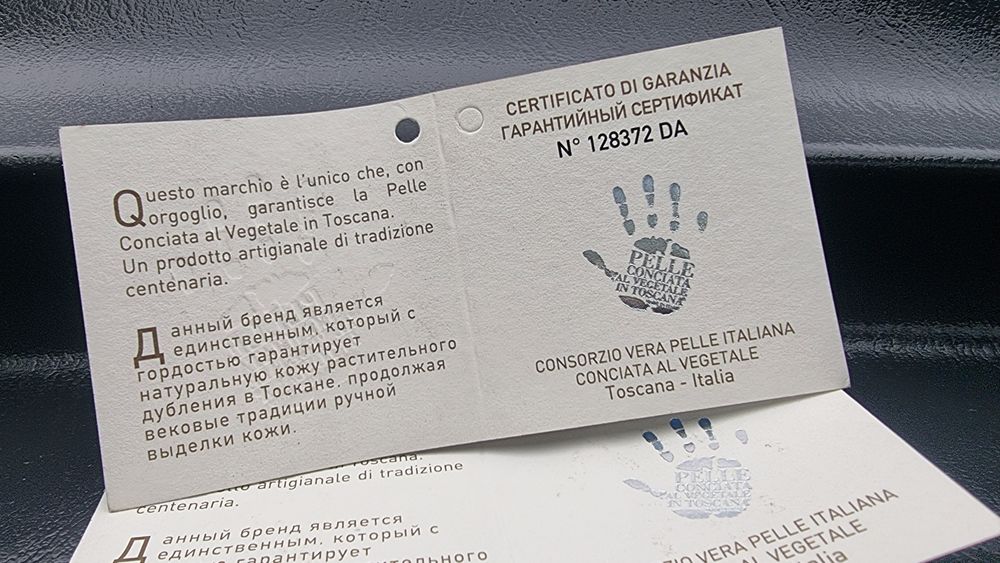 Questo marchio è l'unico che, con
orgoglio, garantisce la Pelle
Conciata al Vegetale in Toscana.
Un prodotto artigianale di tradizione
centenaria.
Данный бренд является
единственным, который с
гордостью гарантирует
натуральную кожу растительного
дубления в Тоскане, продолжая
вековые традиции ручной
выделки кожи.
CERTIFICATO DI GARANZIA
ГАРАНТИЙНЫЙ СЕРТИФИКАТ
N° 128372 DA
PELLE
CONCIATA
AL VEGETALE
IN TOSCANA
CONSORZIO VERA PELLE ITALIANA
CONCIATA AL VEGETALE
Toscana - Italia
Toscana.
artigianale di tradizione
centenaria.
Данный бренд является
единственным, который с
гарантирует
PELLE
CONCIATA
AL VEGETALE
IN TOSCANA
VERA PELLE ITALIANA
AL VEGETALE
Italia